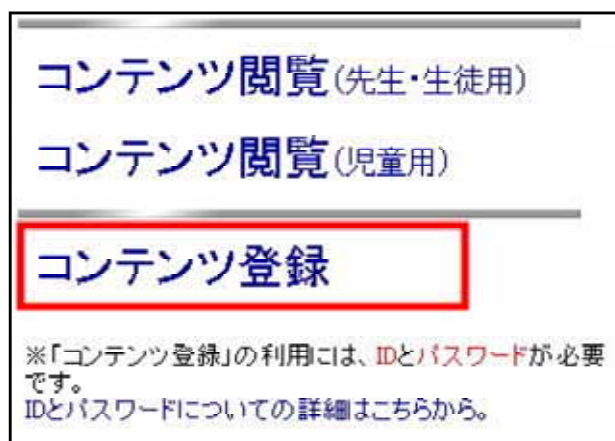 コンテンツ閲覧(先生・生徒用)
コンテンツ閲覧(児童用)
コンテンツ登録
※「コンテンツ登録」の利用には、IDとパスワードが必要
です。
IDとパスワードについての詳細はこちらから。